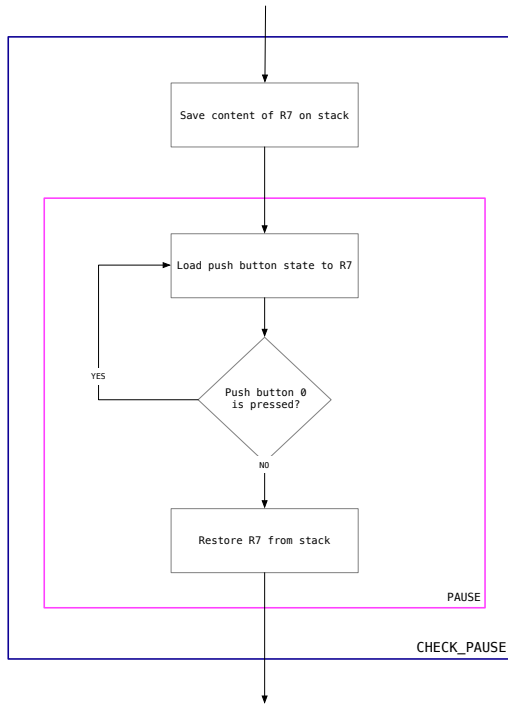 Save content of R7 on stack
Load push button state to R7
YES
Push button 0
is pressed?
NO
Restore R7 from stack
PAUSE
CHECK_PAUSE